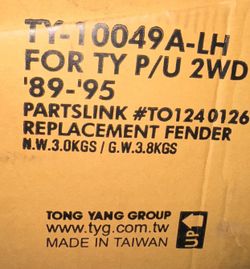 TY-10049A-LH
FOR TY P/U 2WD
'89-'95
PARTSLINK #TO1240126
REPLACEMENT FENDER
N.W.3.0KGS / G.W.3.8KGS
TONG YANG GROUP
www.tyg.com.tw
MADE IN TAIWAN
UP